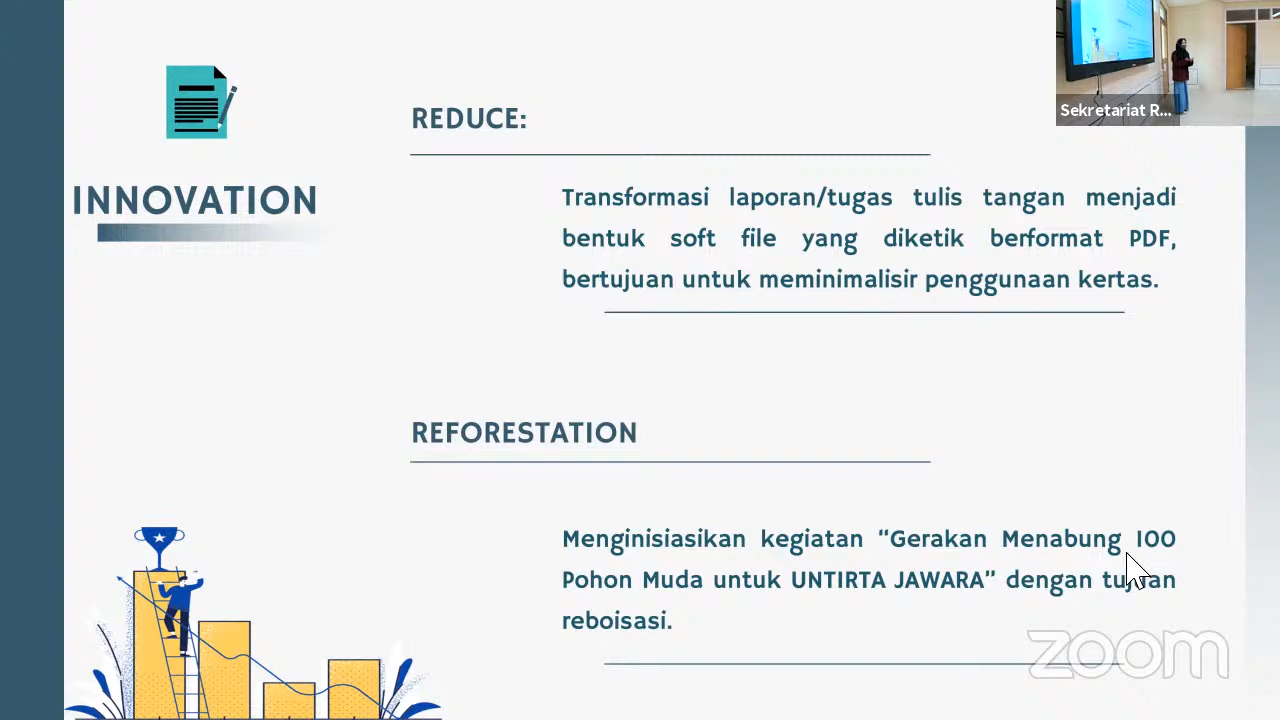 Sekretariat R...
INNOVATION
REDUCE:
Transformasi laporan/tugas tulis tangan menjadi
bentuk soft file yang diketik berformat PDF,
bertujuan untuk meminimalisir penggunaan kertas.
REFORESTATION
Menginisiasikan kegiatan “Gerakan Menabung 100
Pohon Muda untuk UNTIRTA JAWARA” dengan tujuan
reboisasi.
zoom